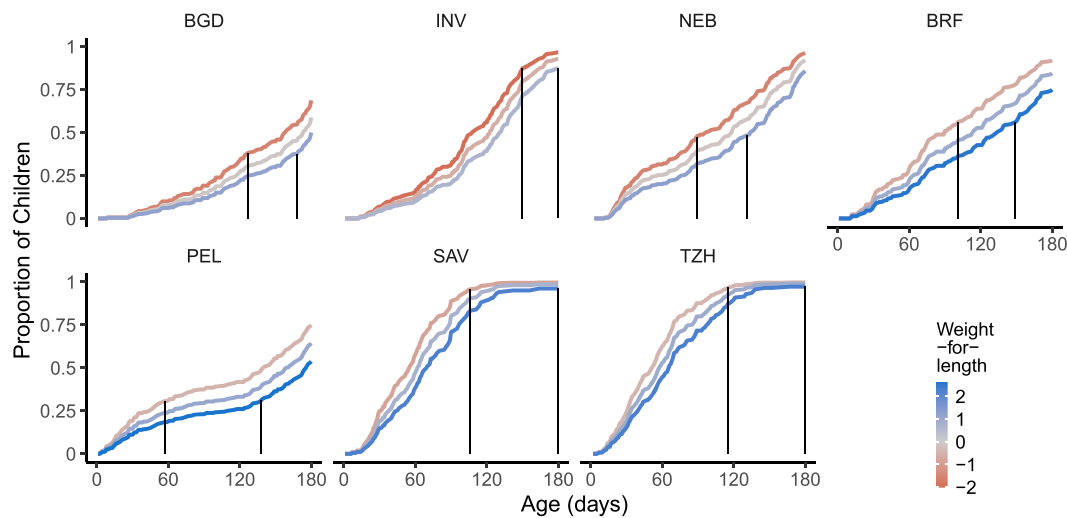 BGD INV NEB BRF
Proportion of Children
1
0.75
0.5
0.25
0
0 60 120 180
PEL SAV TZH
1
0.75
0.5
0.25
0
0 60 120 180 0 60 120 180 0 60 120 180
Age (days)
Weight
−for−
length
2
1
0
−1
−2